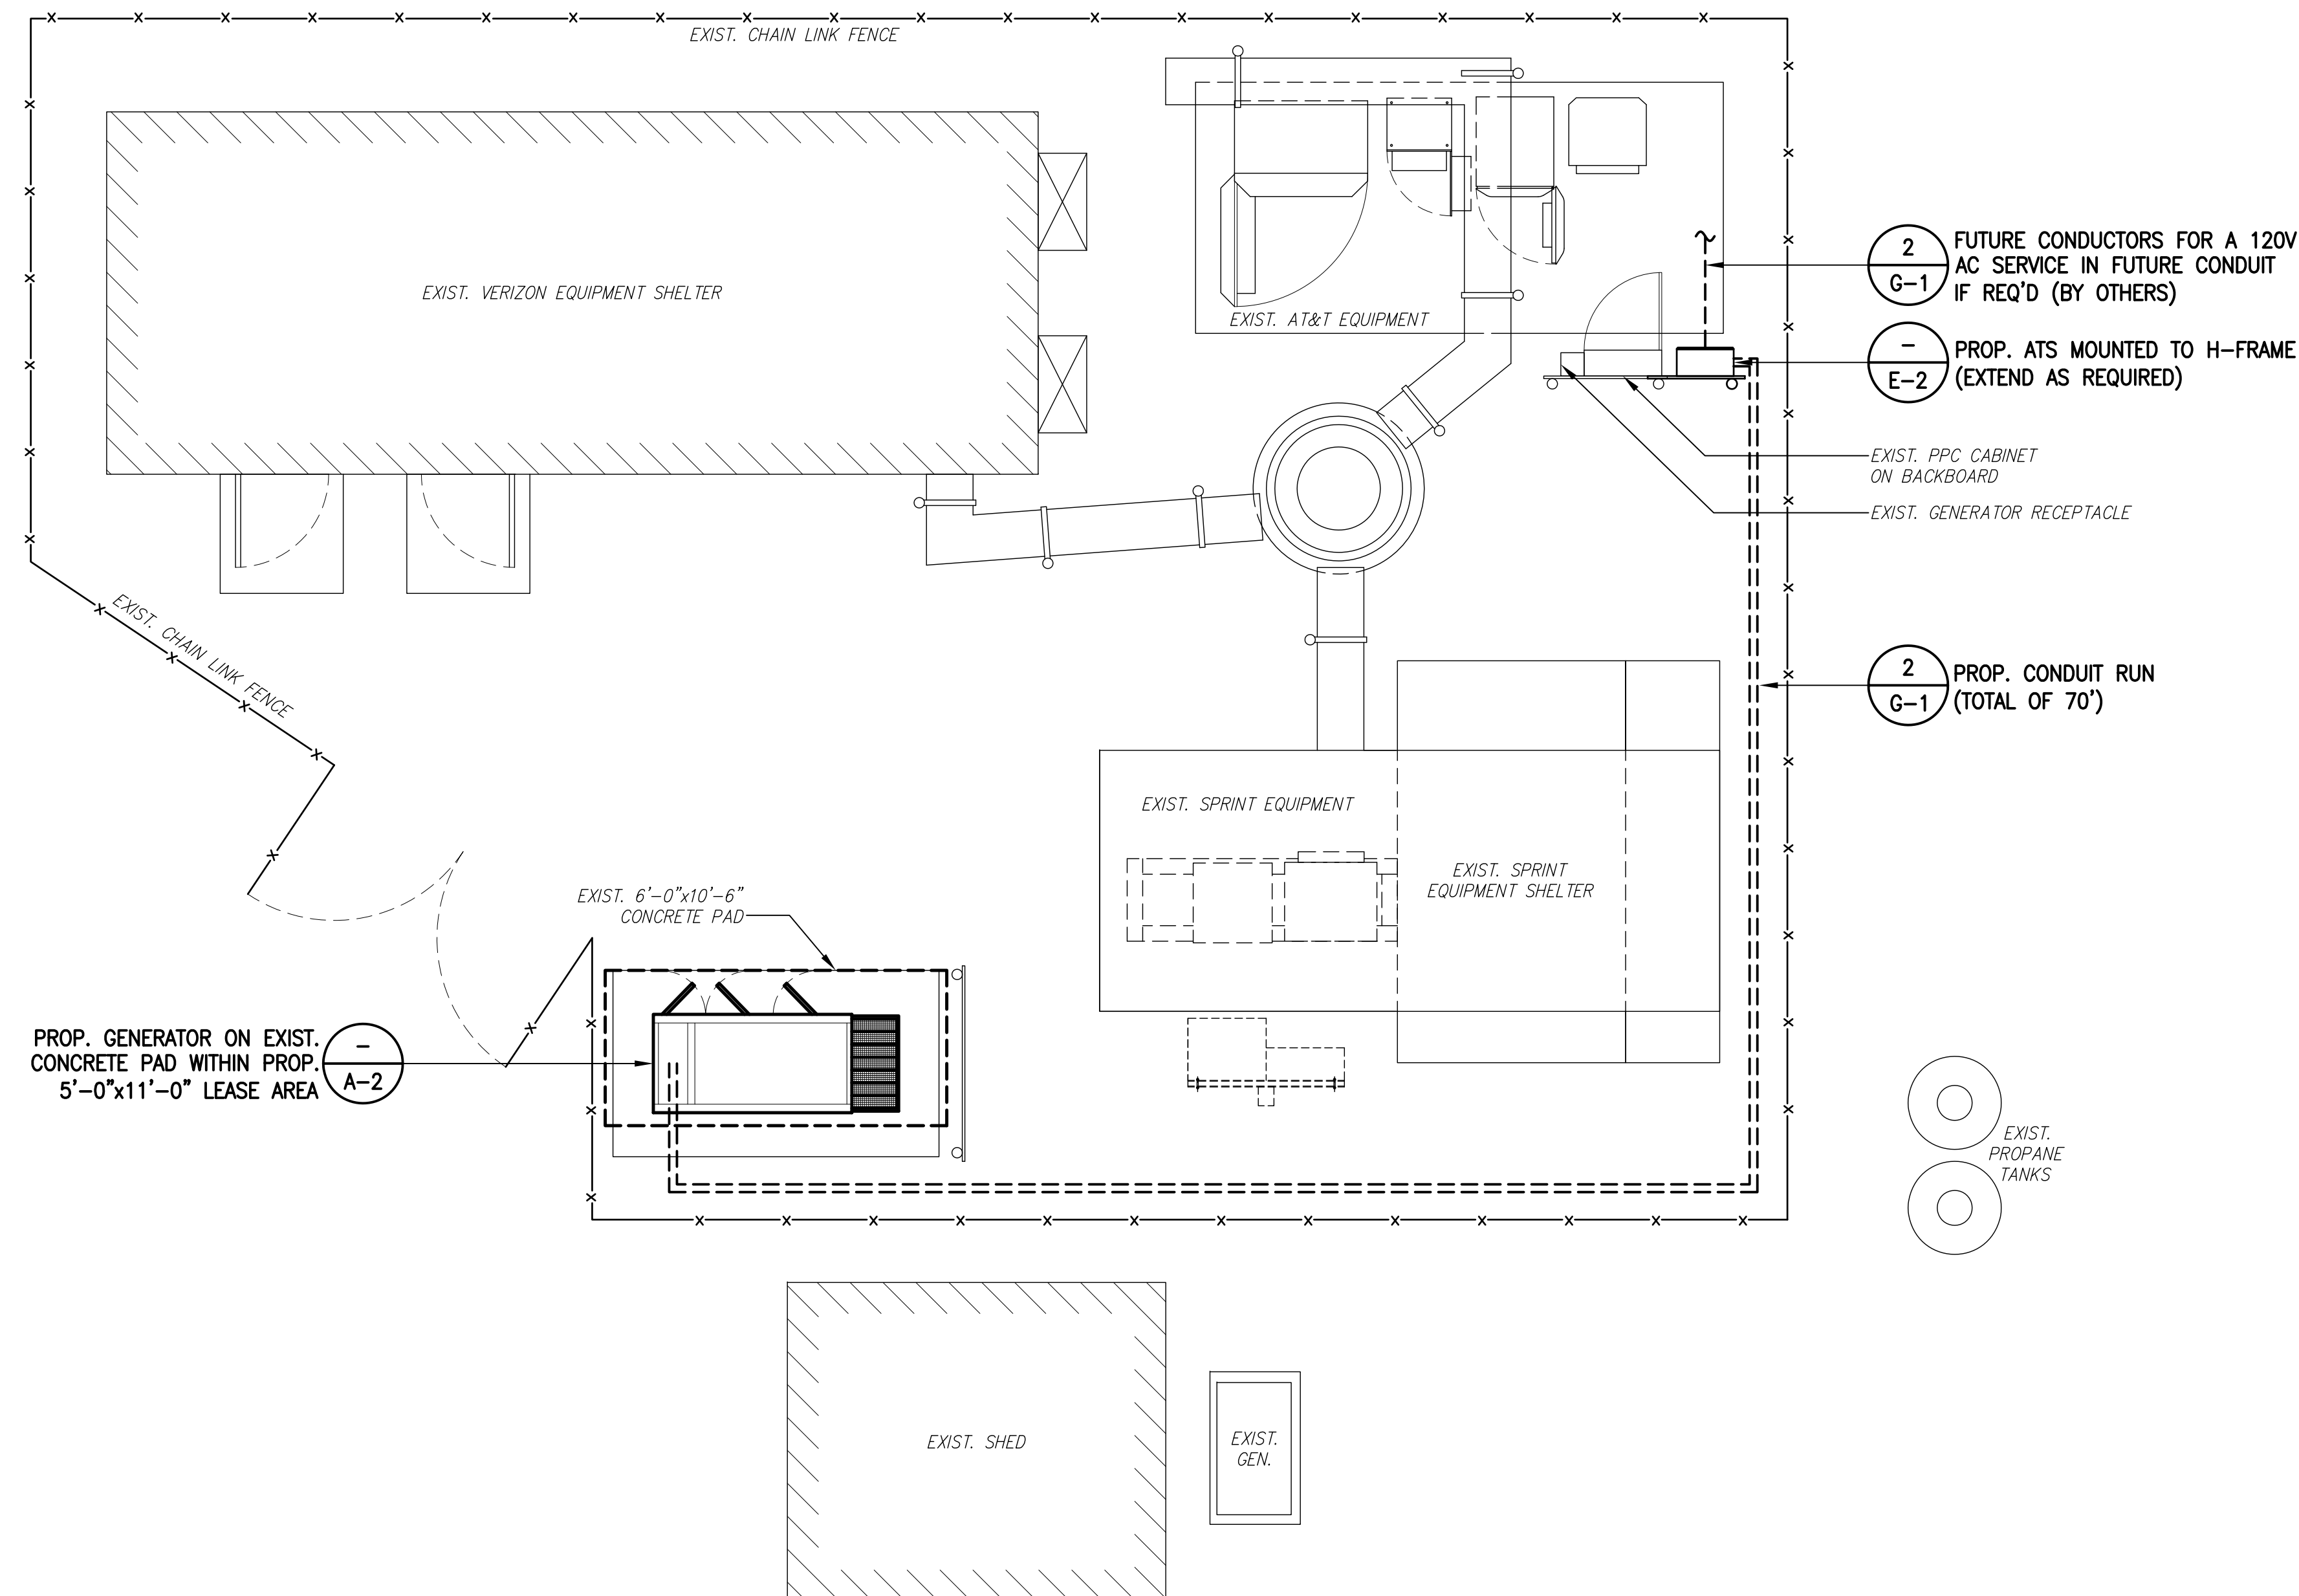 EXIST. CHAIN LINK FENCE
2
G-1
FUTURE CONDUCTORS FOR A 120V
AC SERVICE IN FUTURE CONDUIT
IF REQ'D (BY OTHERS)
EXIST. VERIZON EQUIPMENT SHELTER
EXIST. AT&T EQUIPMENT
-
E-2
PROP. ATS MOUNTED TO H-FRAME
(EXTEND AS REQUIRED)
EXIST. PPC CABINET
ON BACKBOARD
EXIST. GENERATOR RECEPTACLE
EXIST. CHAIN LINK FENCE
2
G-1
PROP. CONDUIT RUN
(TOTAL OF 70')
EXIST. SPRINT EQUIPMENT
EXIST. SPRINT
EQUIPMENT SHELTER
EXIST. 6'-0"x10'-6"
CONCRETE PAD
PROP. GENERATOR ON EXIST.
CONCRETE PAD WITHIN PROP.
5'-0"x11'-0" LEASE AREA
-
A-2
EXIST.
PROPANE
TANKS
EXIST. SHED
EXIST.
GEN.